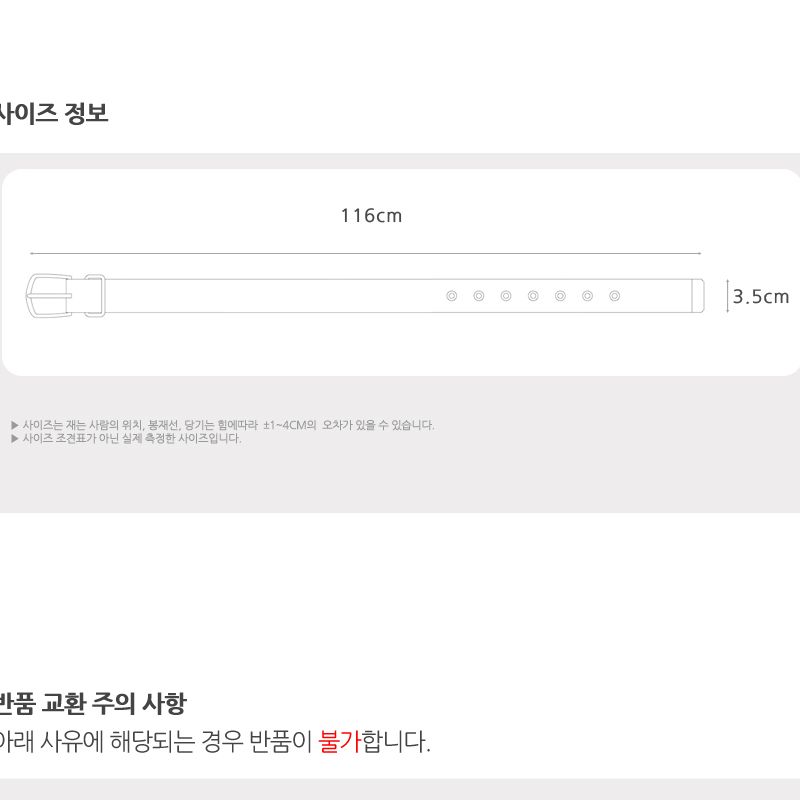 사이즈 정보
116cm
3.5cm
▶ 사이즈는 재는 사람의 위치, 봉재선, 당기는 힘에따라 ±1~4CM의 오차가 있을 수 있습니다.
▶ 사이즈 조견표가 아닌 실제 측정한 사이즈입니다.
반품 교환 주의 사항
아래 사유에 해당되는 경우 반품이 불가합니다.